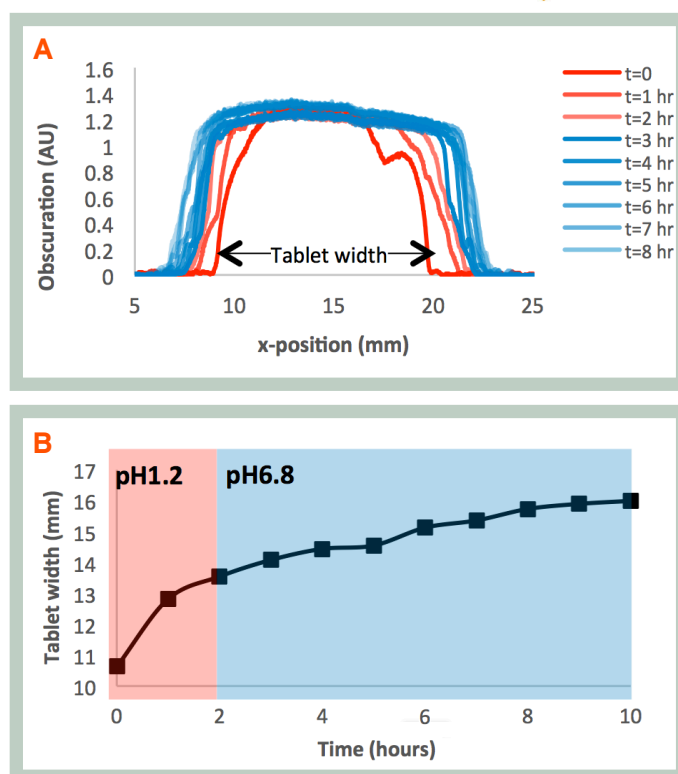 A
Obscuration (AU)
1.6
1.4
1.2
1
0.8
0.6
0.4
0.2
0
Tablet width
5 10 15 20 25
x-position (mm)
t=0
t=1 hr
t=2 hr
t=3 hr
t=4 hr
t=5 hr
t=6 hr
t=7 hr
t=8 hr
B
pH1.2 pH6.8
Tablet width (mm)
17
16
15
14
13
12
11
10
0 2 4 6 8 10
Time (hours)